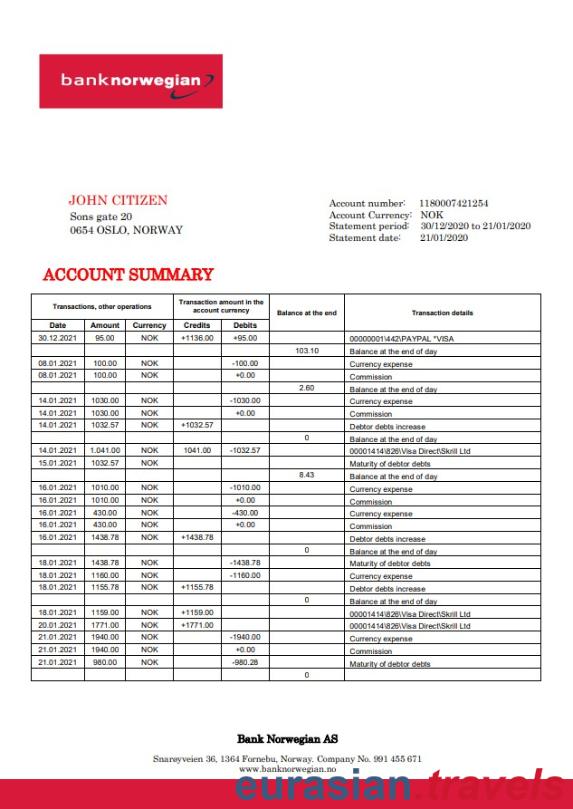 banknorwegian
JOHN CITIZEN
Sons gate 20
0654 OSLO, NORWAY
Account number: 1180007421254
Account Currency: NOK
Statement period: 30/12/2020 to 21/01/2020
Statement date: 21/01/2020
ACCOUNT SUMMARY
Transactions, other operations Transaction amount in the account currency Balance at the end Transaction details
Date Amount Currency Credits Debits
30.12.2021 95.00 NOK +1136.00 +95.00 00000001\442\PAYPAL *VISA
103.10 Balance at the end of day
08.01.2021 100.00 NOK -100.00 Currency expense
08.01.2021 100.00 NOK +0.00 Commission
2.60 Balance at the end of day
14.01.2021 1030.00 NOK -1030.00 Currency expense
14.01.2021 1030.00 NOK +0.00 Commission
14.01.2021 1032.57 NOK +1032.57 Debtor debts increase
0 Balance at the end of day
14.01.2021 1.041.00 NOK 1041.00 -1032.57 00001414\826\Visa Direct\Skrill Ltd
15.01.2021 1032.57 NOK Maturity of debtor debts
8.43 Balance at the end of day
16.01.2021 1010.00 NOK -1010.00 Currency expense
16.01.2021 1010.00 NOK +0.00 Commission
16.01.2021 430.00 NOK -430.00 Currency expense
16.01.2021 430.00 NOK +0.00 Commission
16.01.2021 1438.78 NOK +1438.78 Debtor debts increase
0 Balance at the end of day
18.01.2021 1438.78 NOK -1438.78 Maturity of debtor debts
18.01.2021 1160.00 NOK -1160.00 Currency expense
18.01.2021 1155.78 NOK +1155.78 Debtor debts increase
0 Balance at the end of day
18.01.2021 1159.00 NOK +1159.00 00001414\826\Visa Direct\Skrill Ltd
20.01.2021 1771.00 NOK +1771.00 00001414\826\Visa Direct\Skrill Ltd
21.01.2021 1940.00 NOK -1940.00 Currency expense
21.01.2021 1940.00 NOK +0.00 Commission
21.01.2021 980.00 NOK -980.28 Maturity of debtor debts
0
Bank Norwegian AS
Snarøyveien 36, 1364 Fornebu, Norway. Company No. 991 455 671
www.banknorwegian.no
eurasian.travels